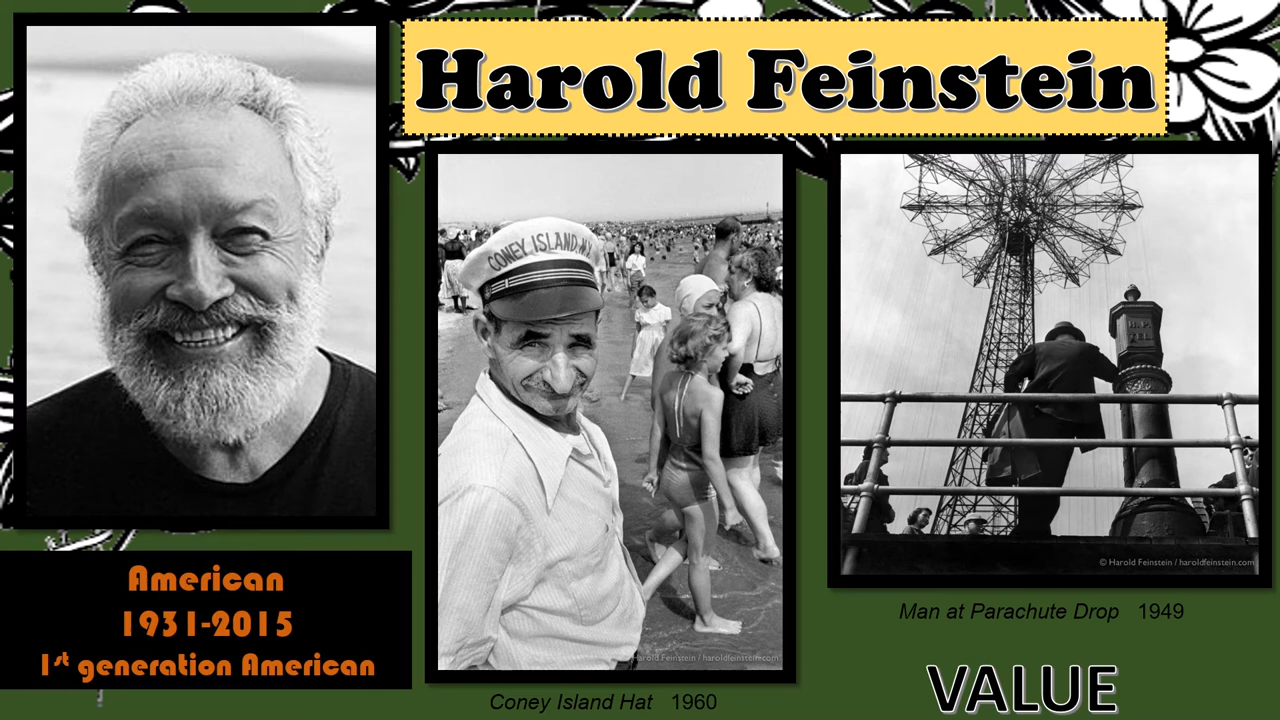 Harold Feinstein
CONEY ISLAND, N.Y.
American
1931-2015
1st generation American
Harold Feinstein / haroldfeinstein.com
Coney Island Hat 1960
© Harold Feinstein / haroldfeinstein.com
Man at Parachute Drop 1949
VALUE